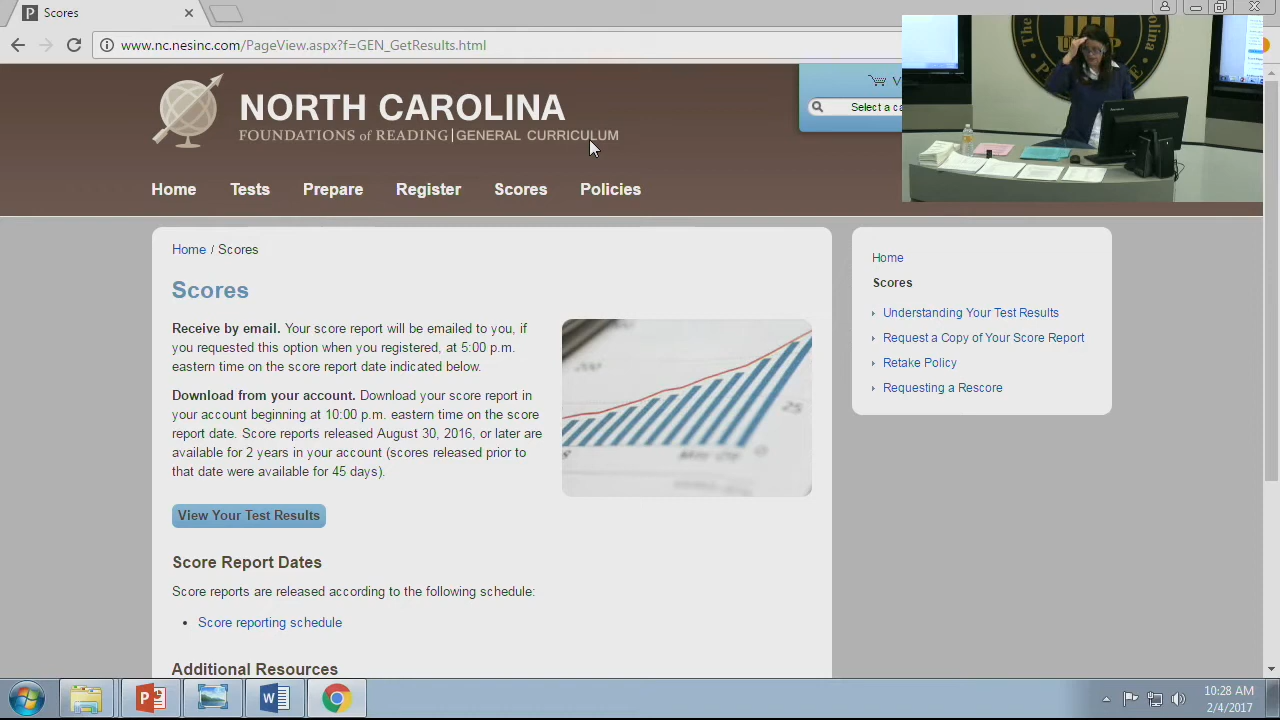 Scores
www.nc.nesinc.com/PageView.aspx?f=GEN_GetResults.html
NORTH CAROLINA
FOUNDATIONS of READING | GENERAL CURRICULUM
Select a
Home Tests Prepare Register Scores Policies
Home / Scores
Scores
Receive by email. Your score report will be emailed to you, if
you requested this option when you registered, at 5:00 p.m.
eastern time on the score report date indicated below.
Download from your account. Download your score report in
your account beginning at 10:00 p.m. eastern time on the score
report date. Score reports released August 30, 2016, or later are
available for 2 years in your account (scores released prior to
that date were available for 45 days).
View Your Test Results
Score Report Dates
Score reports are released according to the following schedule:
• Score reporting schedule
Additional Resources
Home
Scores
Understanding Your Test Results
Request a Copy of Your Score Report
Retake Policy
Requesting a Rescore
25
10:28 AM
2/4/2017